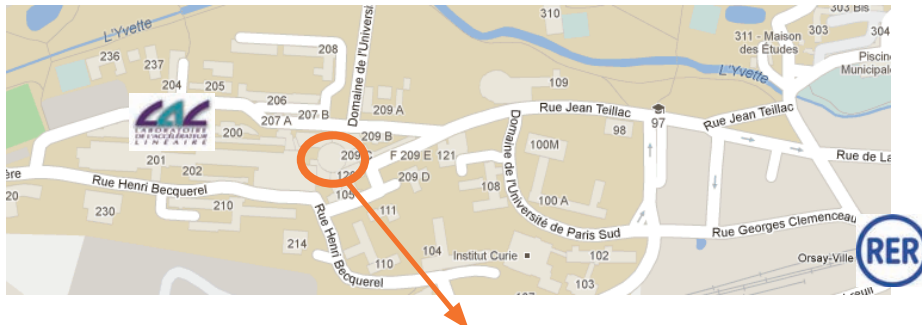 310
303 Bis
303
304
311 - Maison
des Études
L'Yvette
L'Yvette
Piscine
Municipale
236
237
208
Domaine de l'Universi
204
205
206
207 A
207 B
209 A
109
Rue Jean Teillac
97
98
Rue Jean Teillac
LAL
LABORATOIRE
DE L'ACCÉLÉRATEUR
LINÉAIRE
200
209 B
209 C
F 209 E
121
100M
Rue de La
201
202
ère
Rue Henri Becquerel
105
209 D
108
Domaine de l'Université de Paris Sud
100 A
20
230
210
111
214
Rue Henri Becquerel
110
104
Institut Curie
102
103
Rue Georges Clemenceau
Orsay-Ville
RER